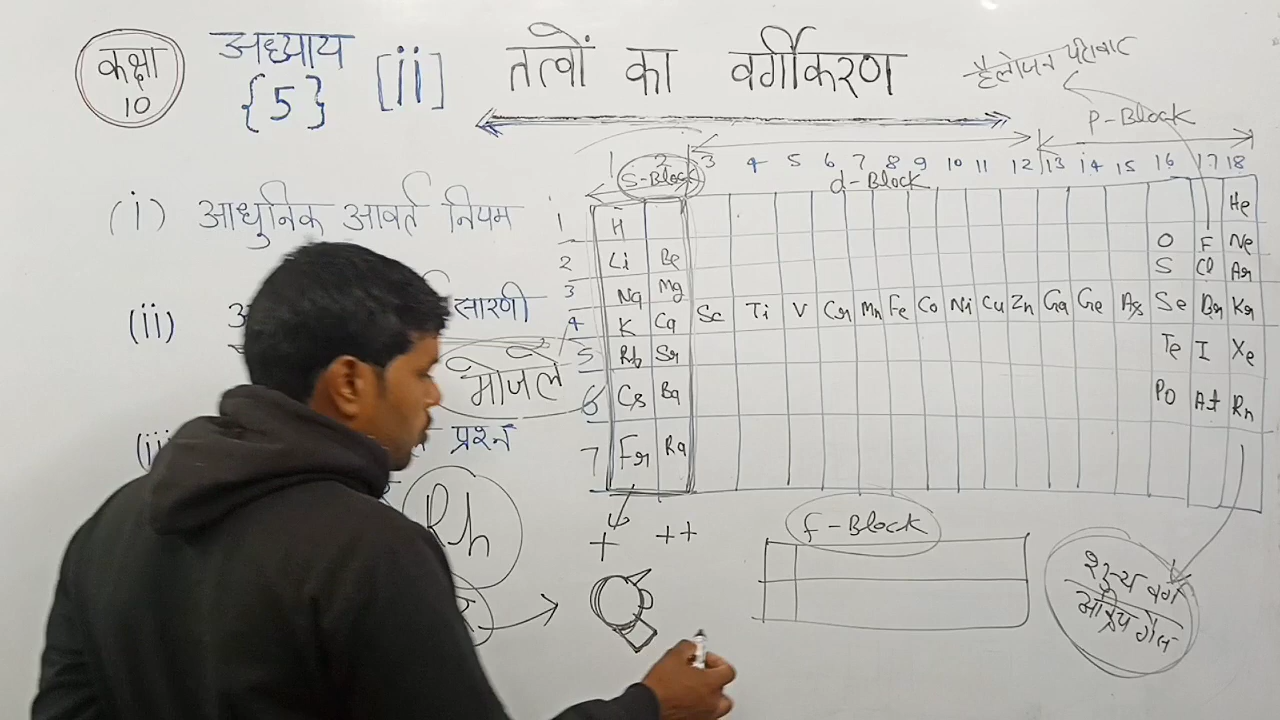 कक्षा
10
अध्याय
{5} [ii] तत्वों का वर्गीकरण
हैलोजन परिवार
P-Block
1 2 3 4 5 6 7 8 9 10 11 12 13 14 15 16 17 18
S-Block d-Block
(i) आधुनिक आवर्त नियम
(ii) सारणी
मोजले
प्रश्न
1 H He
2 Li Be O F Ne
3 Na Mg S Cl Ar
4 K Ca Sc Ti V Cr Mn Fe Co Ni Cu Zn Ga Ge As Se Br Kr
5 Rb Sr Te I Xe
6 Cs Ba Po At Rn
7 Fr Ra
Rh
+ ++
f-Block
शून्य वर्ग